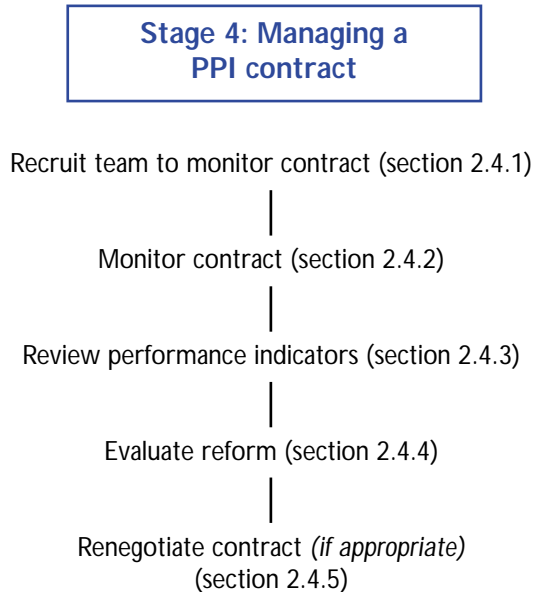 Stage 4: Managing a
PPI contract
Recruit team to monitor contract (section 2.4.1)
Monitor contract (section 2.4.2)
Review performance indicators (section 2.4.3)
Evaluate reform (section 2.4.4)
Renegotiate contract (if appropriate)
(section 2.4.5)